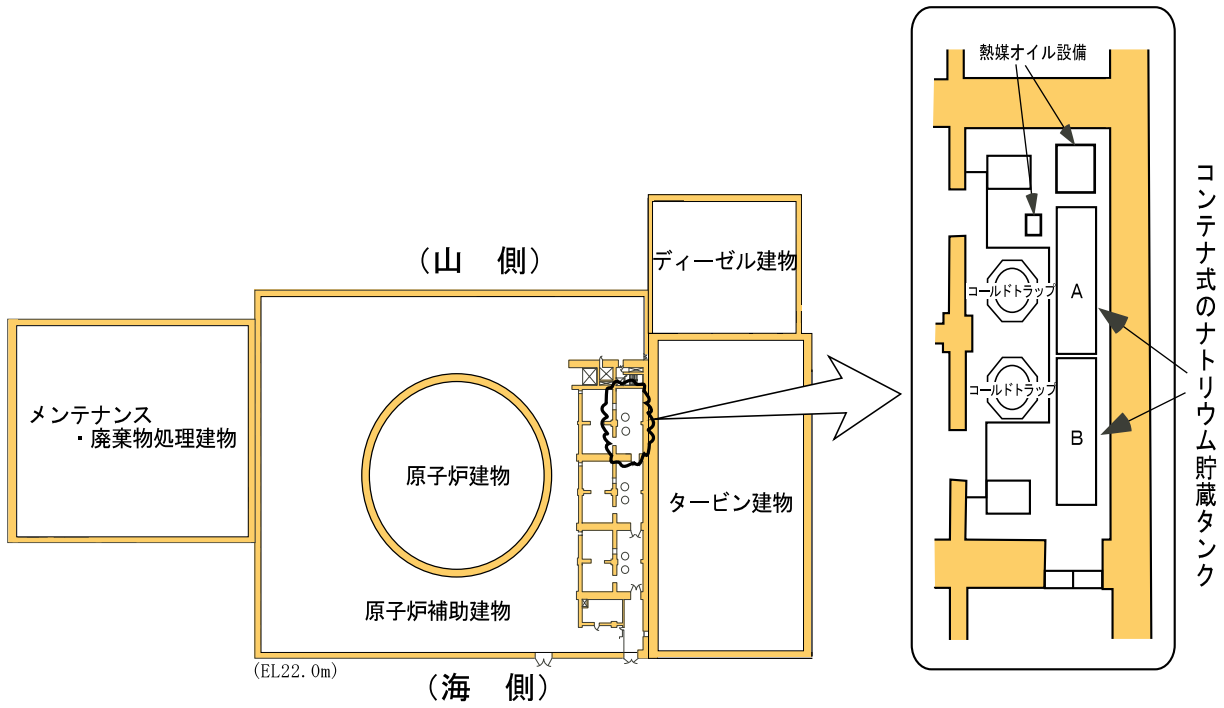 熱媒オイル設備
コンテナ式のナトリウム貯蔵タンク
コールドトラップ
A
コールドトラップ
B
(山 側)
ディーゼル建物
メンテナンス
・廃棄物処理建物
原子炉建物
タービン建物
原子炉補助建物
(EL22.0m)
(海 側)